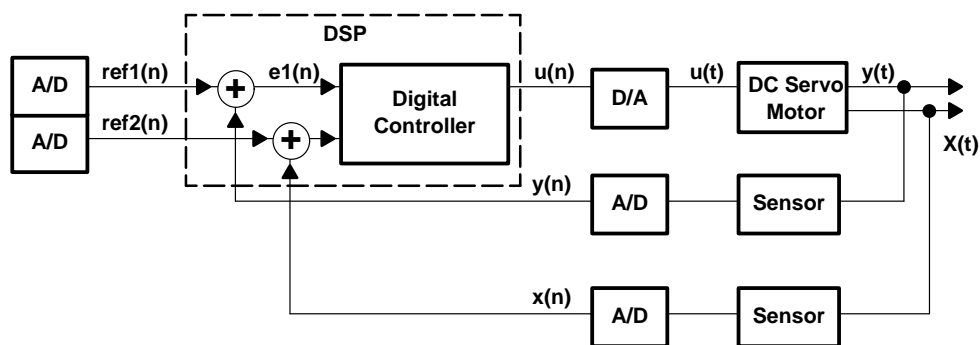 DSP
A/D
ref1(n)
+
e1(n)
Digital
Controller
u(n)
D/A
u(t)
DC Servo
Motor
y(t)
A/D
ref2(n)
+
X(t)
y(n)
A/D
Sensor
x(n)
A/D
Sensor